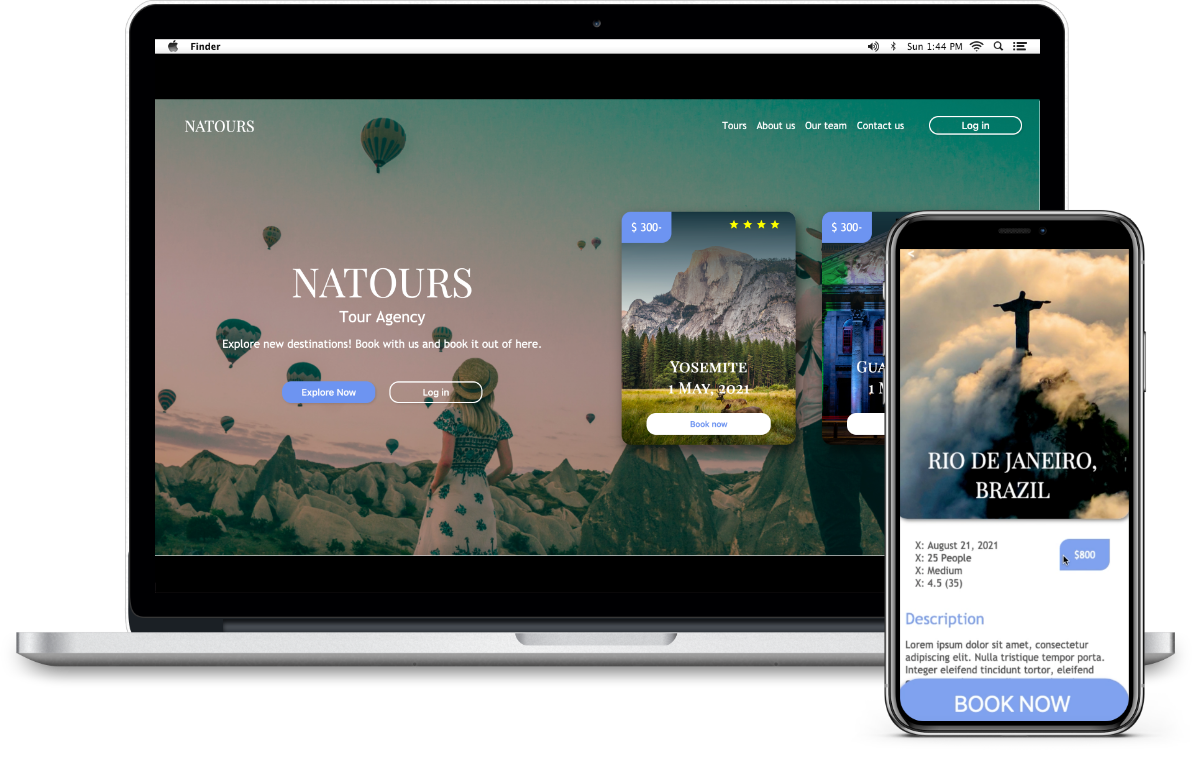 Finder
Sun 1:44 PM
NATOURS
Tours About us Our team Contact us Log in
$ 300-
$ 300-
NATOURS
Tour Agency
Explore new destinations! Book with us and book it out of here.
Explore Now Log in
Yosemite
1 May, 2021
Book now
<
RIO DE JANEIRO,
BRAZIL
X: August 21, 2021
X: 25 People
X: Medium
X: 4.5 (35)
$800
Description
Lorem ipsum dolor sit amet, consectetur
adipiscing elit. Nulla tristique tempor porta.
Integer eleifend tincidunt tortor, eleifend
BOOK NOW